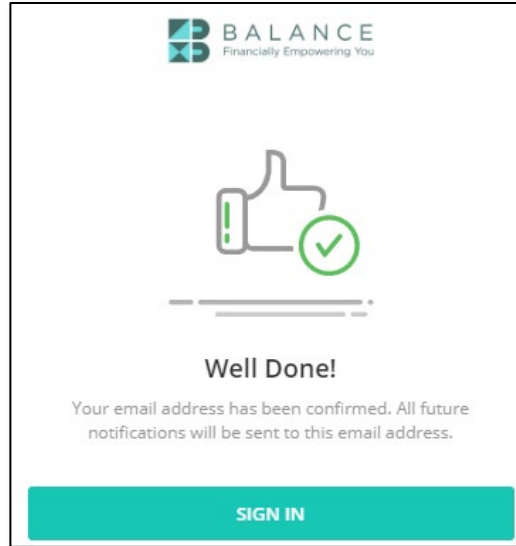 BALANCE
Financially Empowering You
Well Done!
Your email address has been confirmed. All future
notifications will be sent to this email address.
SIGN IN